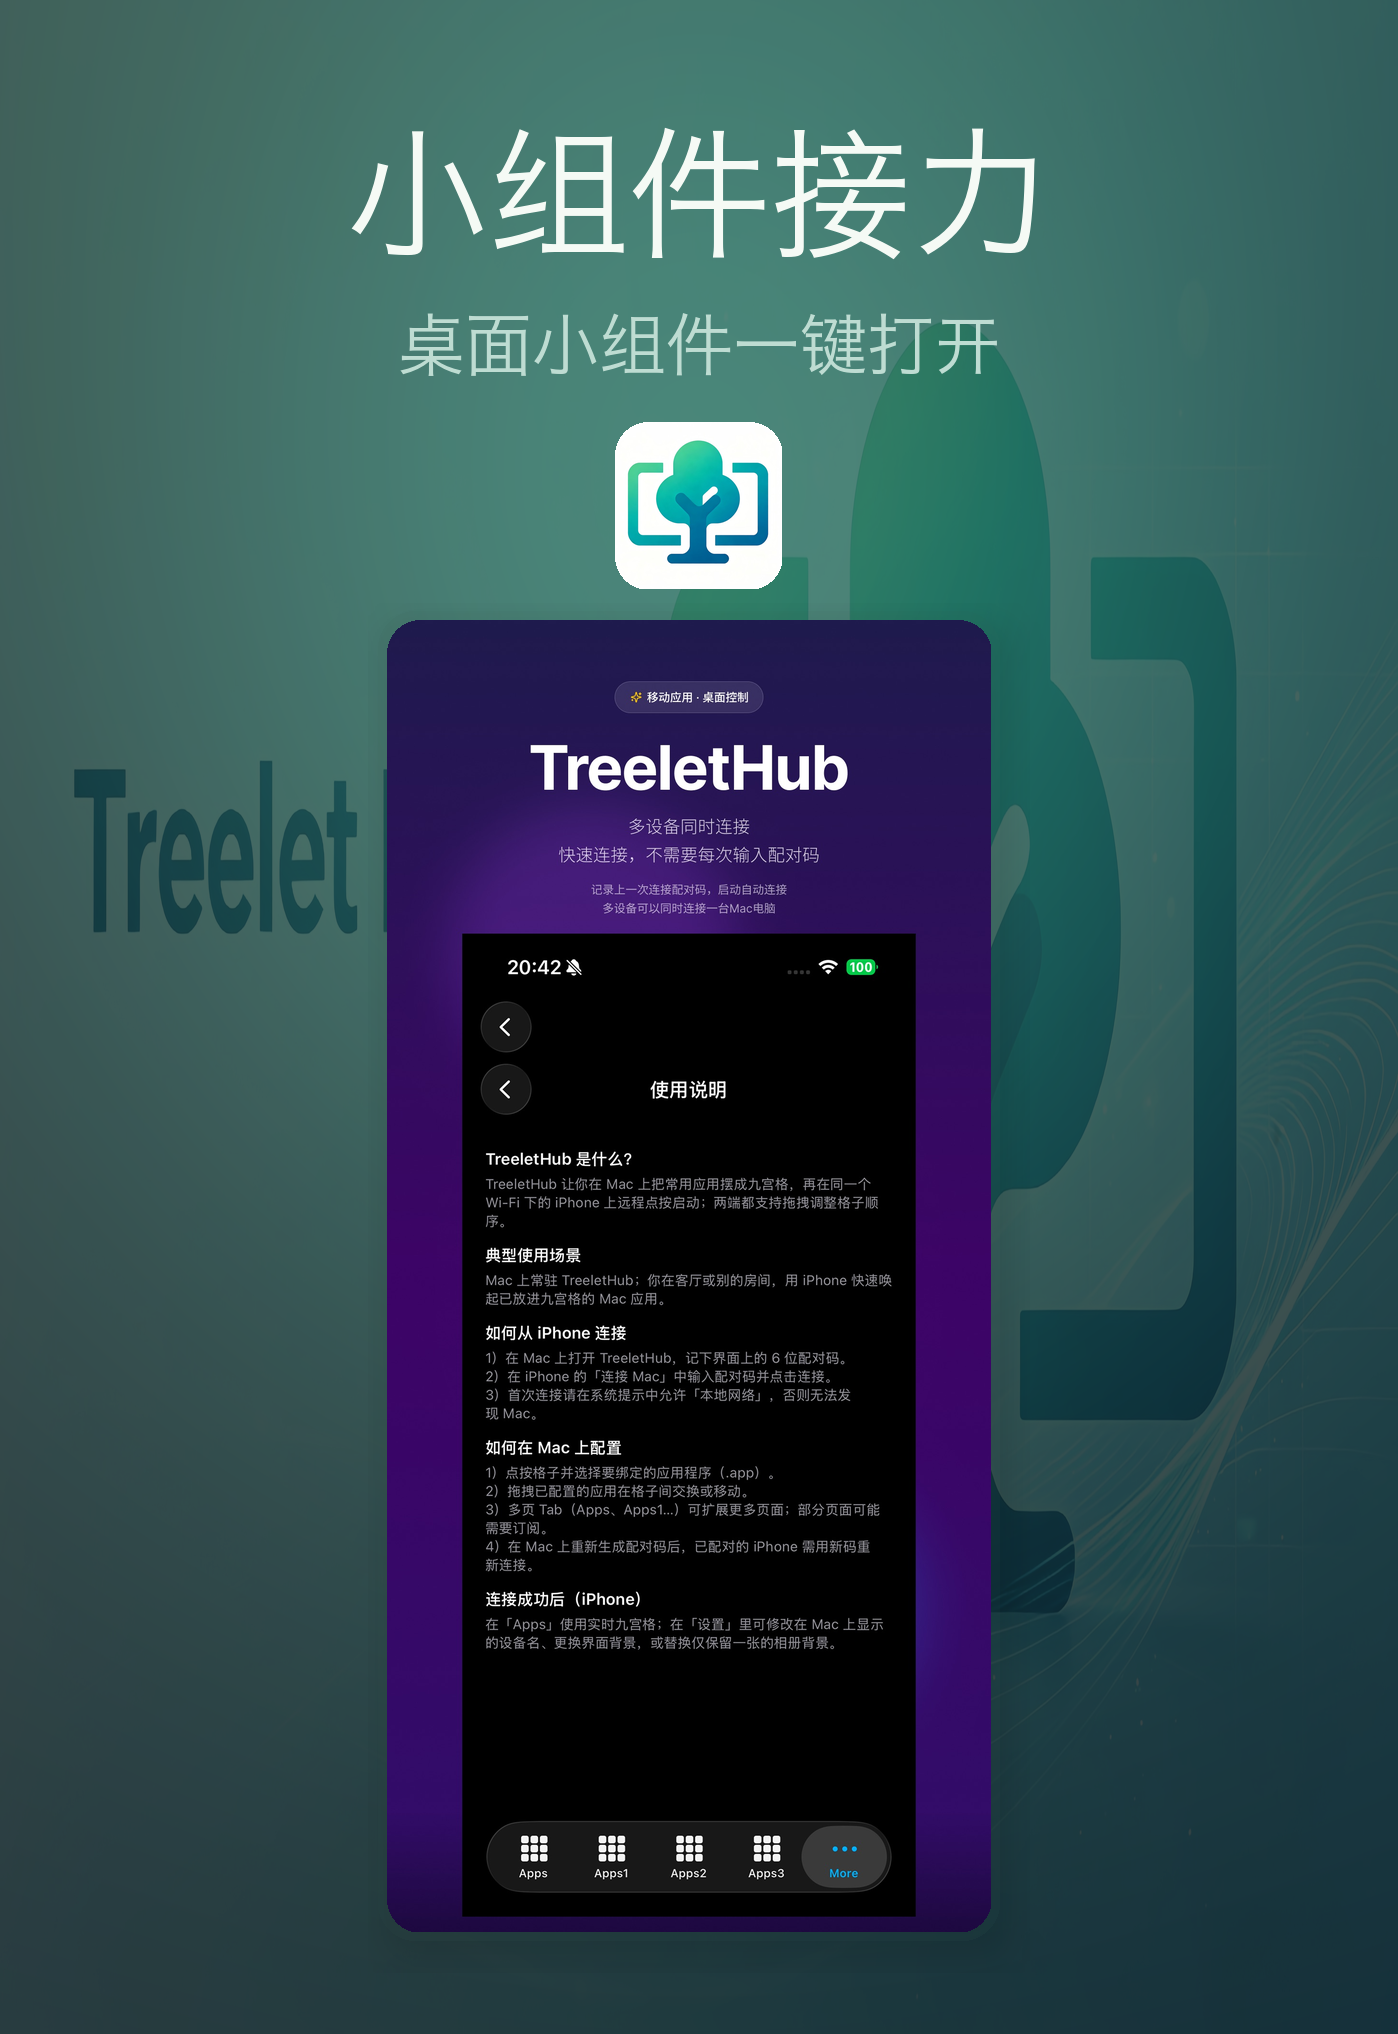 小组件接力
桌面小组件一键打开
移动应用 · 桌面控制
TreeletHub
多设备同时连接
快速连接，不需要每次输入配对码
记录上一次连接配对码，启动自动连接
多设备可以同时连接一台Mac电脑
Treelet
20:42
100
使用说明
TreeletHub 是什么？
TreeletHub 让你在 Mac 上把常用应用摆成九宫格，再在同一个
Wi-Fi 下的 iPhone 上远程点按启动；两端都支持拖拽调整格子顺
序。
典型使用场景
Mac 上常驻 TreeletHub；你在客厅或别的房间，用 iPhone 快速唤
起已放进九宫格的 Mac 应用。
如何从 iPhone 连接
1）在 Mac 上打开 TreeletHub，记下界面上的 6 位配对码。
2）在 iPhone 的「连接 Mac」中输入配对码并点击连接。
3）首次连接请在系统提示中允许「本地网络」，否则无法发
现 Mac。
如何在 Mac 上配置
1）点按格子并选择要绑定的应用程序（.app）。
2）拖拽已配置的应用在格子间交换或移动。
3）多页 Tab（Apps、Apps1...）可扩展更多页面；部分页面可能
需要订阅。
4）在 Mac 上重新生成配对码后，已配对的 iPhone 需用新码重
新连接。
连接成功后（iPhone）
在「Apps」使用实时九宫格；在「设置」里可修改在 Mac 上显示
的设备名、更换界面背景，或替换仅保留一张的相册背景。
Apps
Apps1
Apps2
Apps3
More